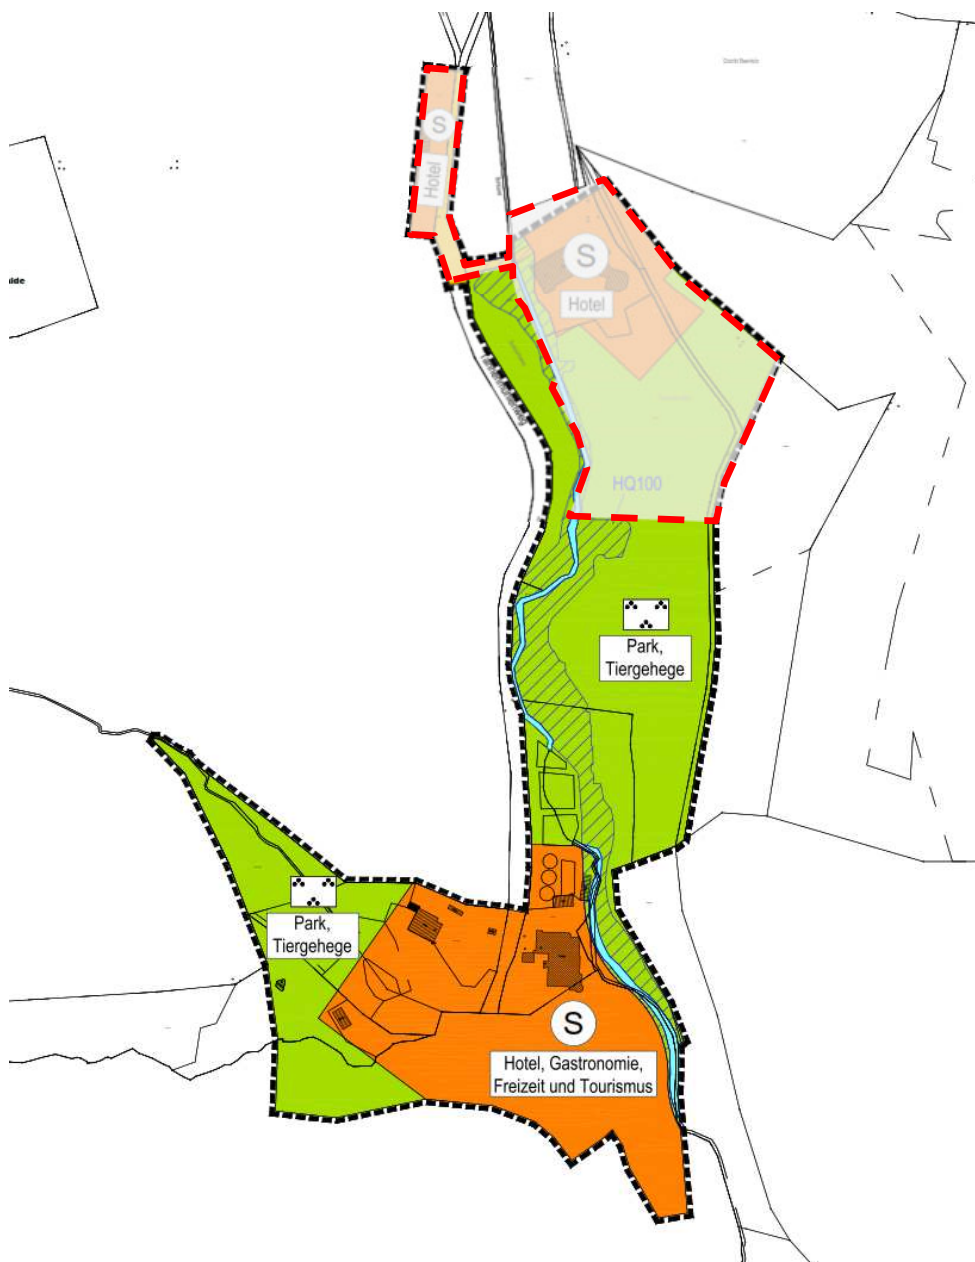 S
Hotel
S
Hotel
HQ100
Park,
Tiergehege
Park,
Tiergehege
S
Hotel, Gastronomie,
Freizeit und Tourismus